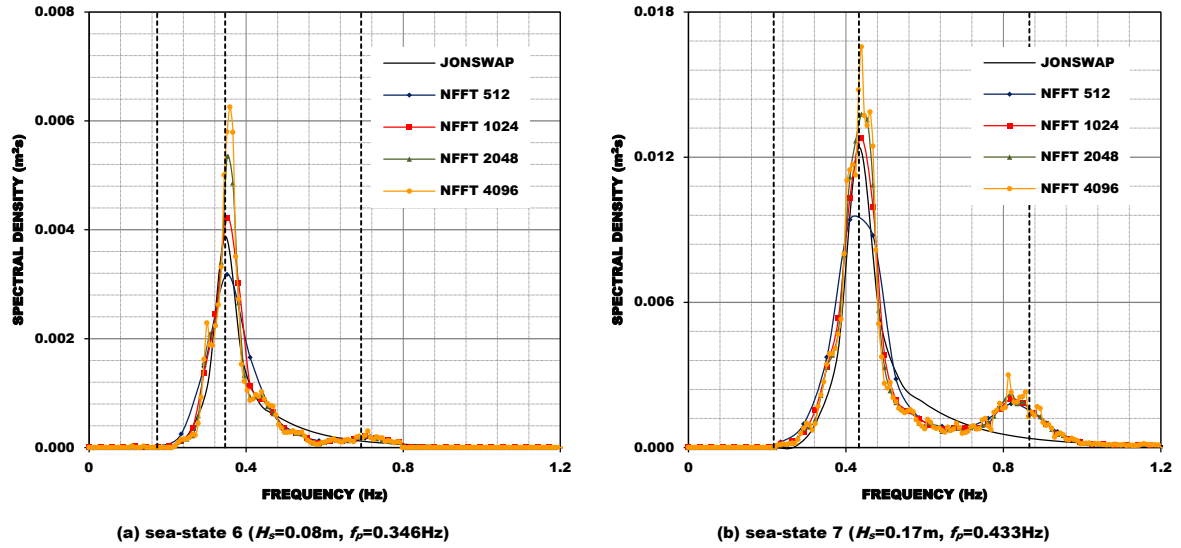 0.008
0.006
0.004
0.002
0.000
0
0.4
0.8
1.2
SPECTRAL DENSITY (m²s)
FREQUENCY (Hz)
JONSWAP
NFFT 512
NFFT 1024
NFFT 2048
NFFT 4096
(a) sea-state 6 (Hs=0.08m, fp=0.346Hz)
0.018
0.012
0.006
0.000
0
0.4
0.8
1.2
SPECTRAL DENSITY (m²s)
FREQUENCY (Hz)
JONSWAP
NFFT 512
NFFT 1024
NFFT 2048
NFFT 4096
(b) sea-state 7 (Hs=0.17m, fp=0.433Hz)